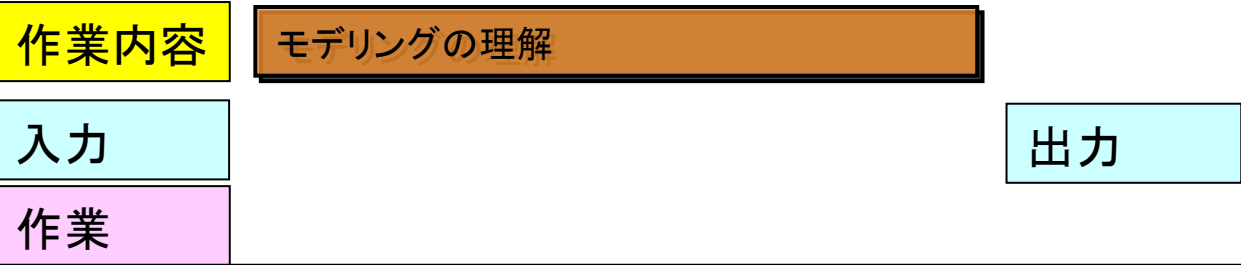 作業内容
モデリングの理解
入力
出力
作業